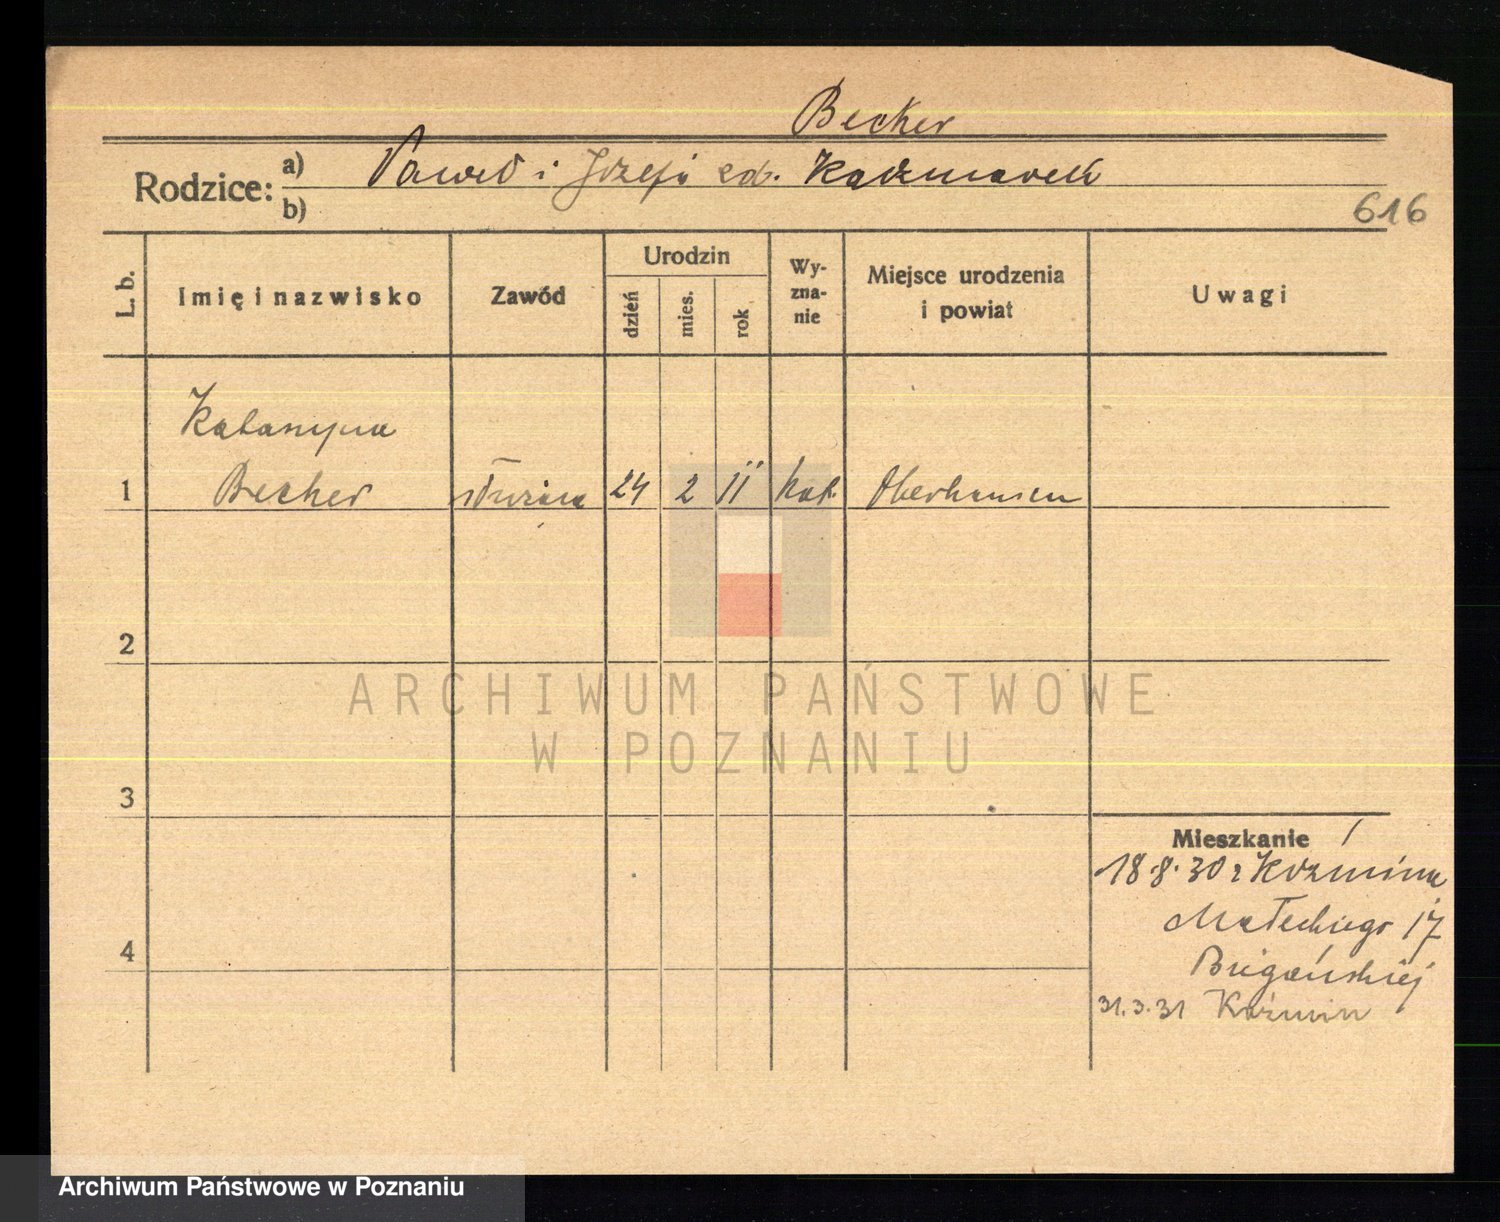 Becker
Rodzice: a) Paweł i Józefa zd. Kaczmarek
b)
616
L. b.
Imię i nazwisko
Zawód
Urodzin
dzień
mies.
rok
Wy-
zna-
nie
Miejsce urodzenia
i powiat
Uwagi
Katarzyna
1 Becker służąca 24 2 11 kat. Oberhausen
2
ARCHIWUM PAŃSTWOWE
W POZNANIU
3
Mieszkanie
18.8.30 z Koźmina
Małeckiego 17
4
31.3.31 Koźmin
Archiwum Państwowe w Poznaniu